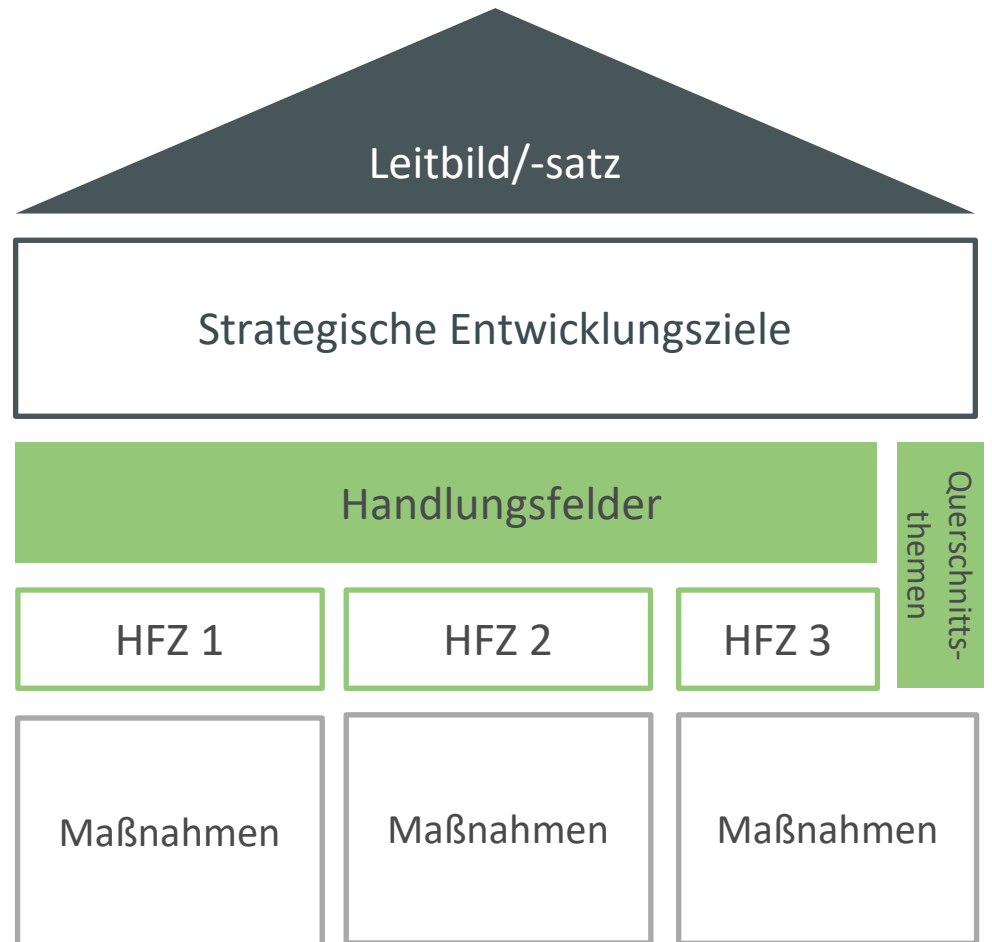 Leitbild/-satz
Strategische Entwicklungsziele
Handlungsfelder
Querschnitts-
themen
HFZ 1
HFZ 2
HFZ 3
Maßnahmen
Maßnahmen
Maßnahmen